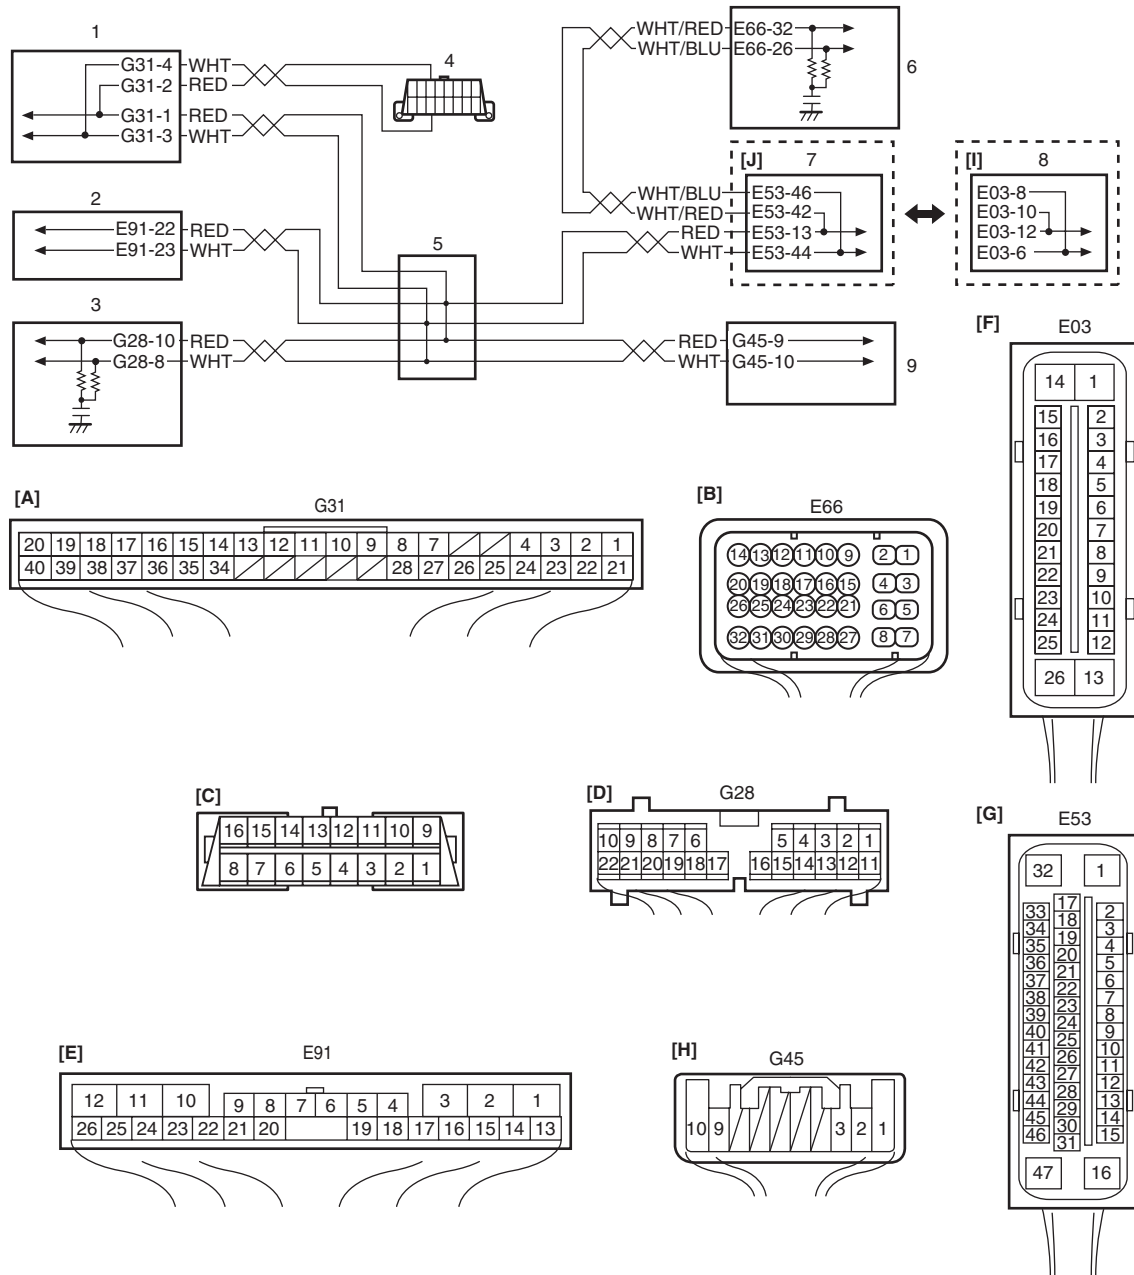 1
G31-4 WHT
G31-2 RED
G31-1 RED
G31-3 WHT
4
WHT/RED E66-32
WHT/BLU E66-26
6
2
E91-22 RED
E91-23 WHT
5
[J] 7
WHT/BLU E53-46
WHT/RED E53-42
RED E53-13
WHT E53-44
[I] 8
E03-8
E03-10
E03-12
E03-6
3
G28-10 RED
G28-8 WHT
RED G45-9
WHT G45-10
9
[A] G31
20 19 18 17 16 15 14 13 12 11 10 9 8 7 4 3 2 1
40 39 38 37 36 35 34 28 27 26 25 24 23 22 21
[B] E66
14 13 12 11 10 9 2 1
20 19 18 17 16 15 4 3
26 25 24 23 22 21 6 5
32 31 30 29 28 27 8 7
[F] E03
14 1
15 2
16 3
17 4
18 5
19 6
20 7
21 8
22 9
23 10
24 11
25 12
26 13
[C]
16 15 14 13 12 11 10 9
8 7 6 5 4 3 2 1
[D] G28
10 9 8 7 6 5 4 3 2 1
22 21 20 19 18 17 16 15 14 13 12 11
[G] E53
32 1
33 17 2
34 18 3
35 19 4
36 20 5
37 21 6
38 22 7
39 23 8
40 24 9
41 25 10
42 26 11
43 27 12
44 28 13
45 29 14
46 30 15
31
47 16
[E] E91
12 11 10 9 8 7 6 5 4 3 2 1
26 25 24 23 22 21 20 19 18 17 16 15 14 13
[H] G45
10 9 3 2 1